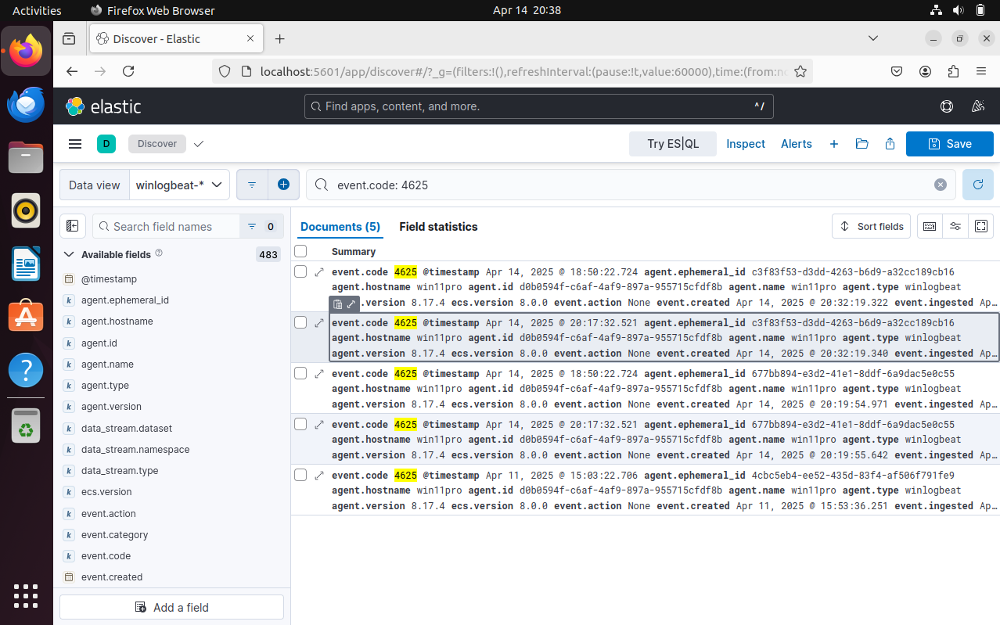 Activities Firefox Web Browser Apr 14 20:38
Discover - Elastic
localhost:5601/app/discover#/?_g=(filters:!(),refreshInterval:(pause:!t,value:60000),time:(from:no
elastic Find apps, content, and more. ^/
D Discover Try ES|QL Inspect Alerts Save
Data view winlogbeat-* event.code: 4625
Search field names 0 Documents (5) Field statistics Sort fields
Available fields 483
@timestamp
agent.ephemeral_id
agent.hostname
agent.id
agent.name
agent.type
agent.version
data_stream.dataset
data_stream.namespace
data_stream.type
ecs.version
event.action
event.category
event.code
event.created
Add a field
Summary
event.code 4625 @timestamp Apr 14, 2025 @ 18:50:22.724 agent.ephemeral_id c3f83f53-d3dd-4263-b6d9-a32cc189cb16
agent.hostname win11pro agent.id d0b0594f-c6af-4af9-897a-955715cfdf8b agent.name win11pro agent.type winlogbeat
.version 8.17.4 ecs.version 8.0.0 event.action None event.created Apr 14, 2025 @ 20:32:19.322 event.ingested Ap…
event.code 4625 @timestamp Apr 14, 2025 @ 20:17:32.521 agent.ephemeral_id c3f83f53-d3dd-4263-b6d9-a32cc189cb16
agent.hostname win11pro agent.id d0b0594f-c6af-4af9-897a-955715cfdf8b agent.name win11pro agent.type winlogbeat
agent.version 8.17.4 ecs.version 8.0.0 event.action None event.created Apr 14, 2025 @ 20:32:19.340 event.ingested Ap…
event.code 4625 @timestamp Apr 14, 2025 @ 18:50:22.724 agent.ephemeral_id 677bb894-e3d2-41e1-8ddf-6a9dac5e0c55
agent.hostname win11pro agent.id d0b0594f-c6af-4af9-897a-955715cfdf8b agent.name win11pro agent.type winlogbeat
agent.version 8.17.4 ecs.version 8.0.0 event.action None event.created Apr 14, 2025 @ 20:19:54.971 event.ingested Ap…
event.code 4625 @timestamp Apr 14, 2025 @ 20:17:32.521 agent.ephemeral_id 677bb894-e3d2-41e1-8ddf-6a9dac5e0c55
agent.hostname win11pro agent.id d0b0594f-c6af-4af9-897a-955715cfdf8b agent.name win11pro agent.type winlogbeat
agent.version 8.17.4 ecs.version 8.0.0 event.action None event.created Apr 14, 2025 @ 20:19:55.642 event.ingested Ap…
event.code 4625 @timestamp Apr 11, 2025 @ 15:03:22.706 agent.ephemeral_id 4cbc5eb4-ee52-435d-83f4-af506f791fe9
agent.hostname win11pro agent.id d0b0594f-c6af-4af9-897a-955715cfdf8b agent.name win11pro agent.type winlogbeat
agent.version 8.17.4 ecs.version 8.0.0 event.action None event.created Apr 11, 2025 @ 15:53:36.251 event.ingested Ap…